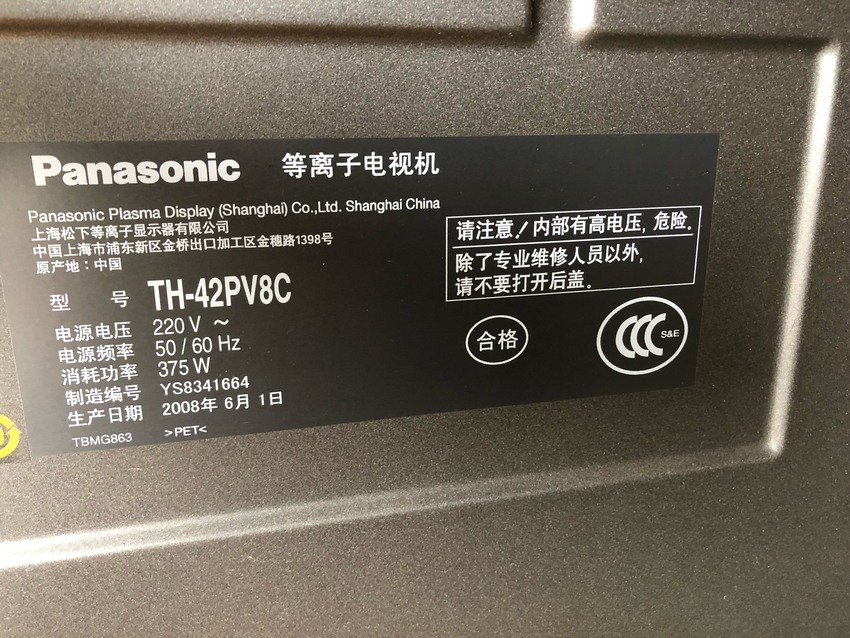 Panasonic 等离子电视机
Panasonic Plasma Display (Shanghai) Co.,Ltd. Shanghai China
上海松下等离子显示器有限公司
中国上海市浦东新区金桥出口加工区金穗路1398号
原产地：中国
型 号 TH-42PV8C
电源电压 220 V ~
电源频率 50 / 60 Hz
消耗功率 375 W
制造编号 YS8341664
生产日期 2008年 6月 1日
TBMG863 >PET<
请注意！内部有高电压，危险。
除了专业维修人员以外，
请不要打开后盖。
合格
CCC S&E